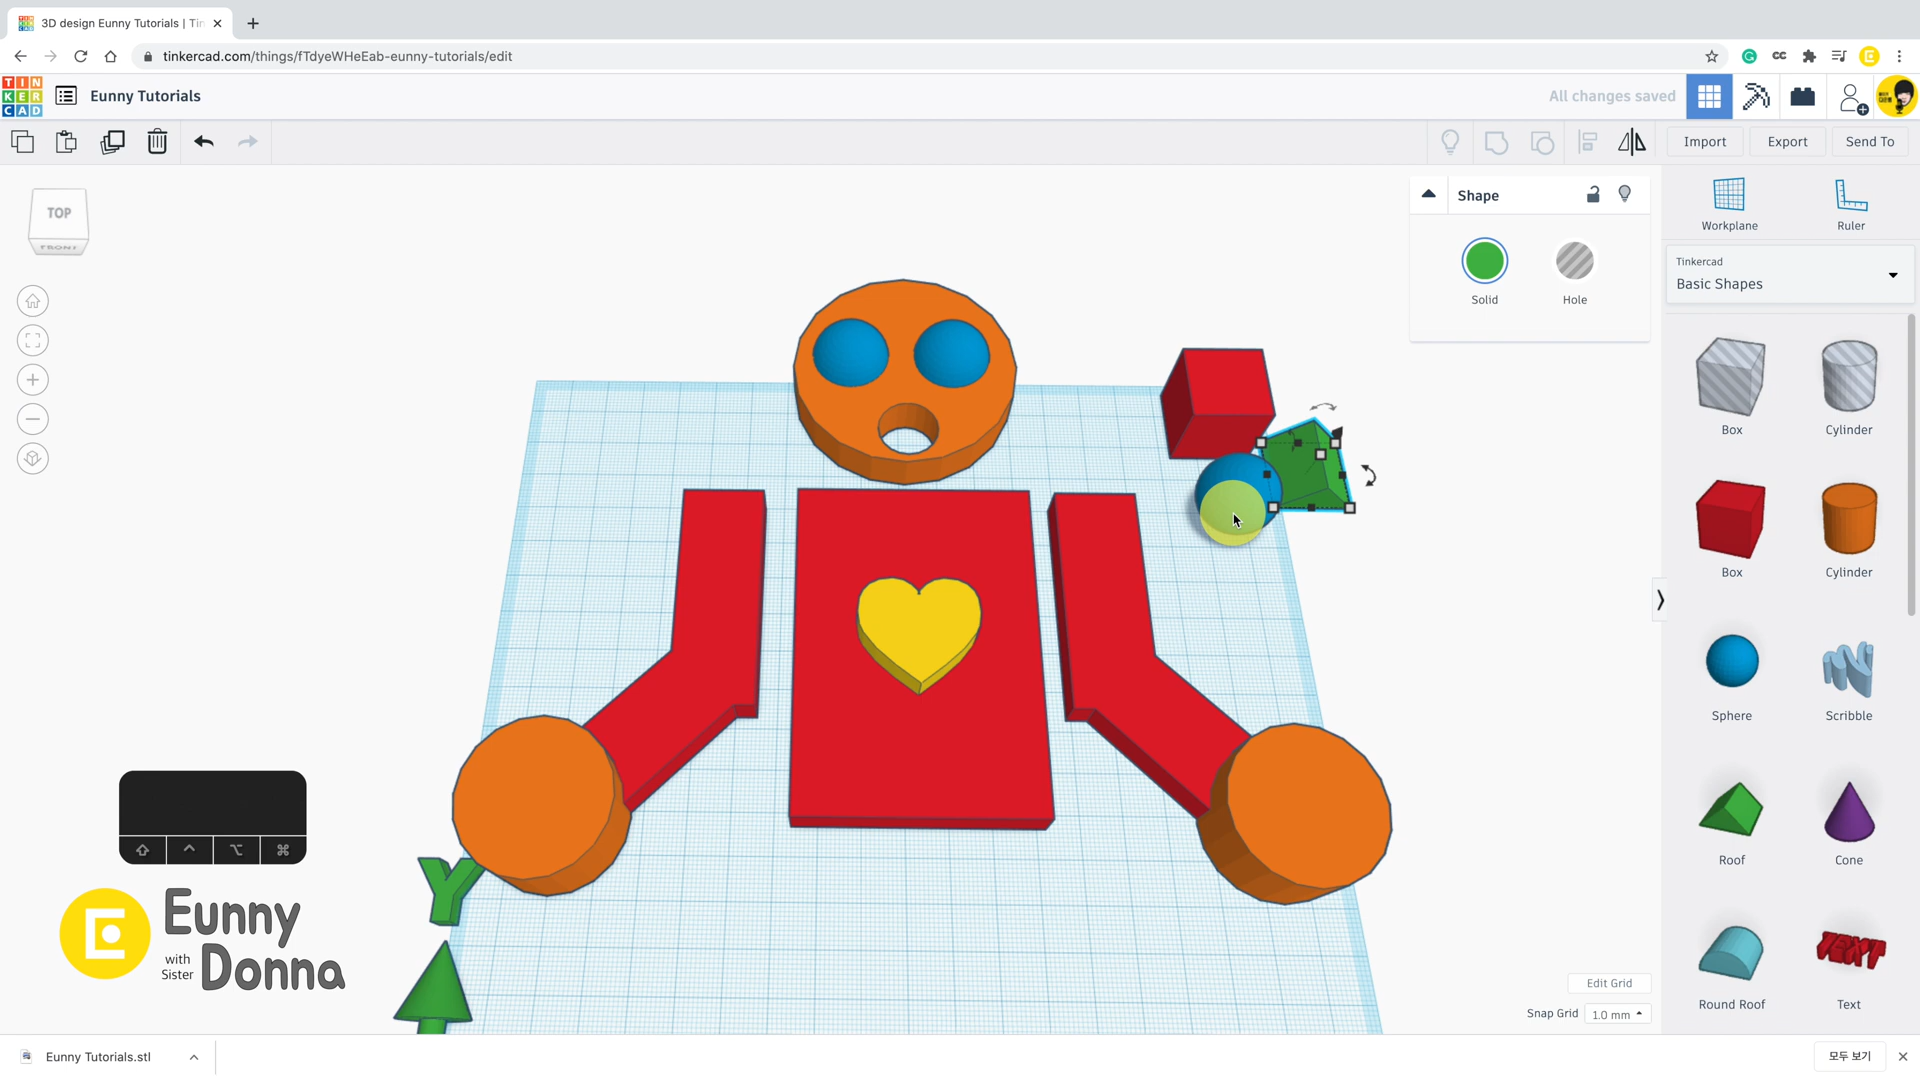 3D design Eunny Tutorials | Tin
tinkercad.com/things/fTdyeWHeEab-eunny-tutorials/edit
TIN
KER
CAD
Eunny Tutorials
All changes saved
Import
Export
Send To
TOP
FRONT
Shape
Solid
Hole
Workplane
Ruler
Tinkercad
Basic Shapes
Box
Cylinder
Box
Cylinder
Sphere
Scribble
Roof
Cone
TEXT
Round Roof
Text
Y
Eunny
with
Sister
Donna
Edit Grid
Snap Grid
1.0 mm
Eunny Tutorials.stl
모두 보기